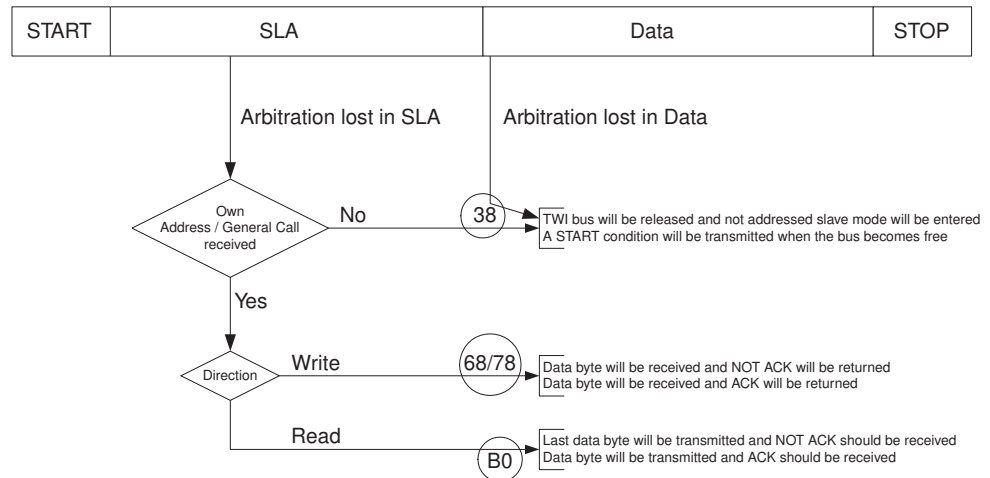 START SLA Data STOP
Arbitration lost in SLA Arbitration lost in Data
Own
Address / General Call
received
No
38
TWI bus will be released and not addressed slave mode will be entered
A START condition will be transmitted when the bus becomes free
Yes
Direction
Write
68/78
Data byte will be received and NOT ACK will be returned
Data byte will be received and ACK will be returned
Read
B0
Last data byte will be transmitted and NOT ACK should be received
Data byte will be transmitted and ACK should be received